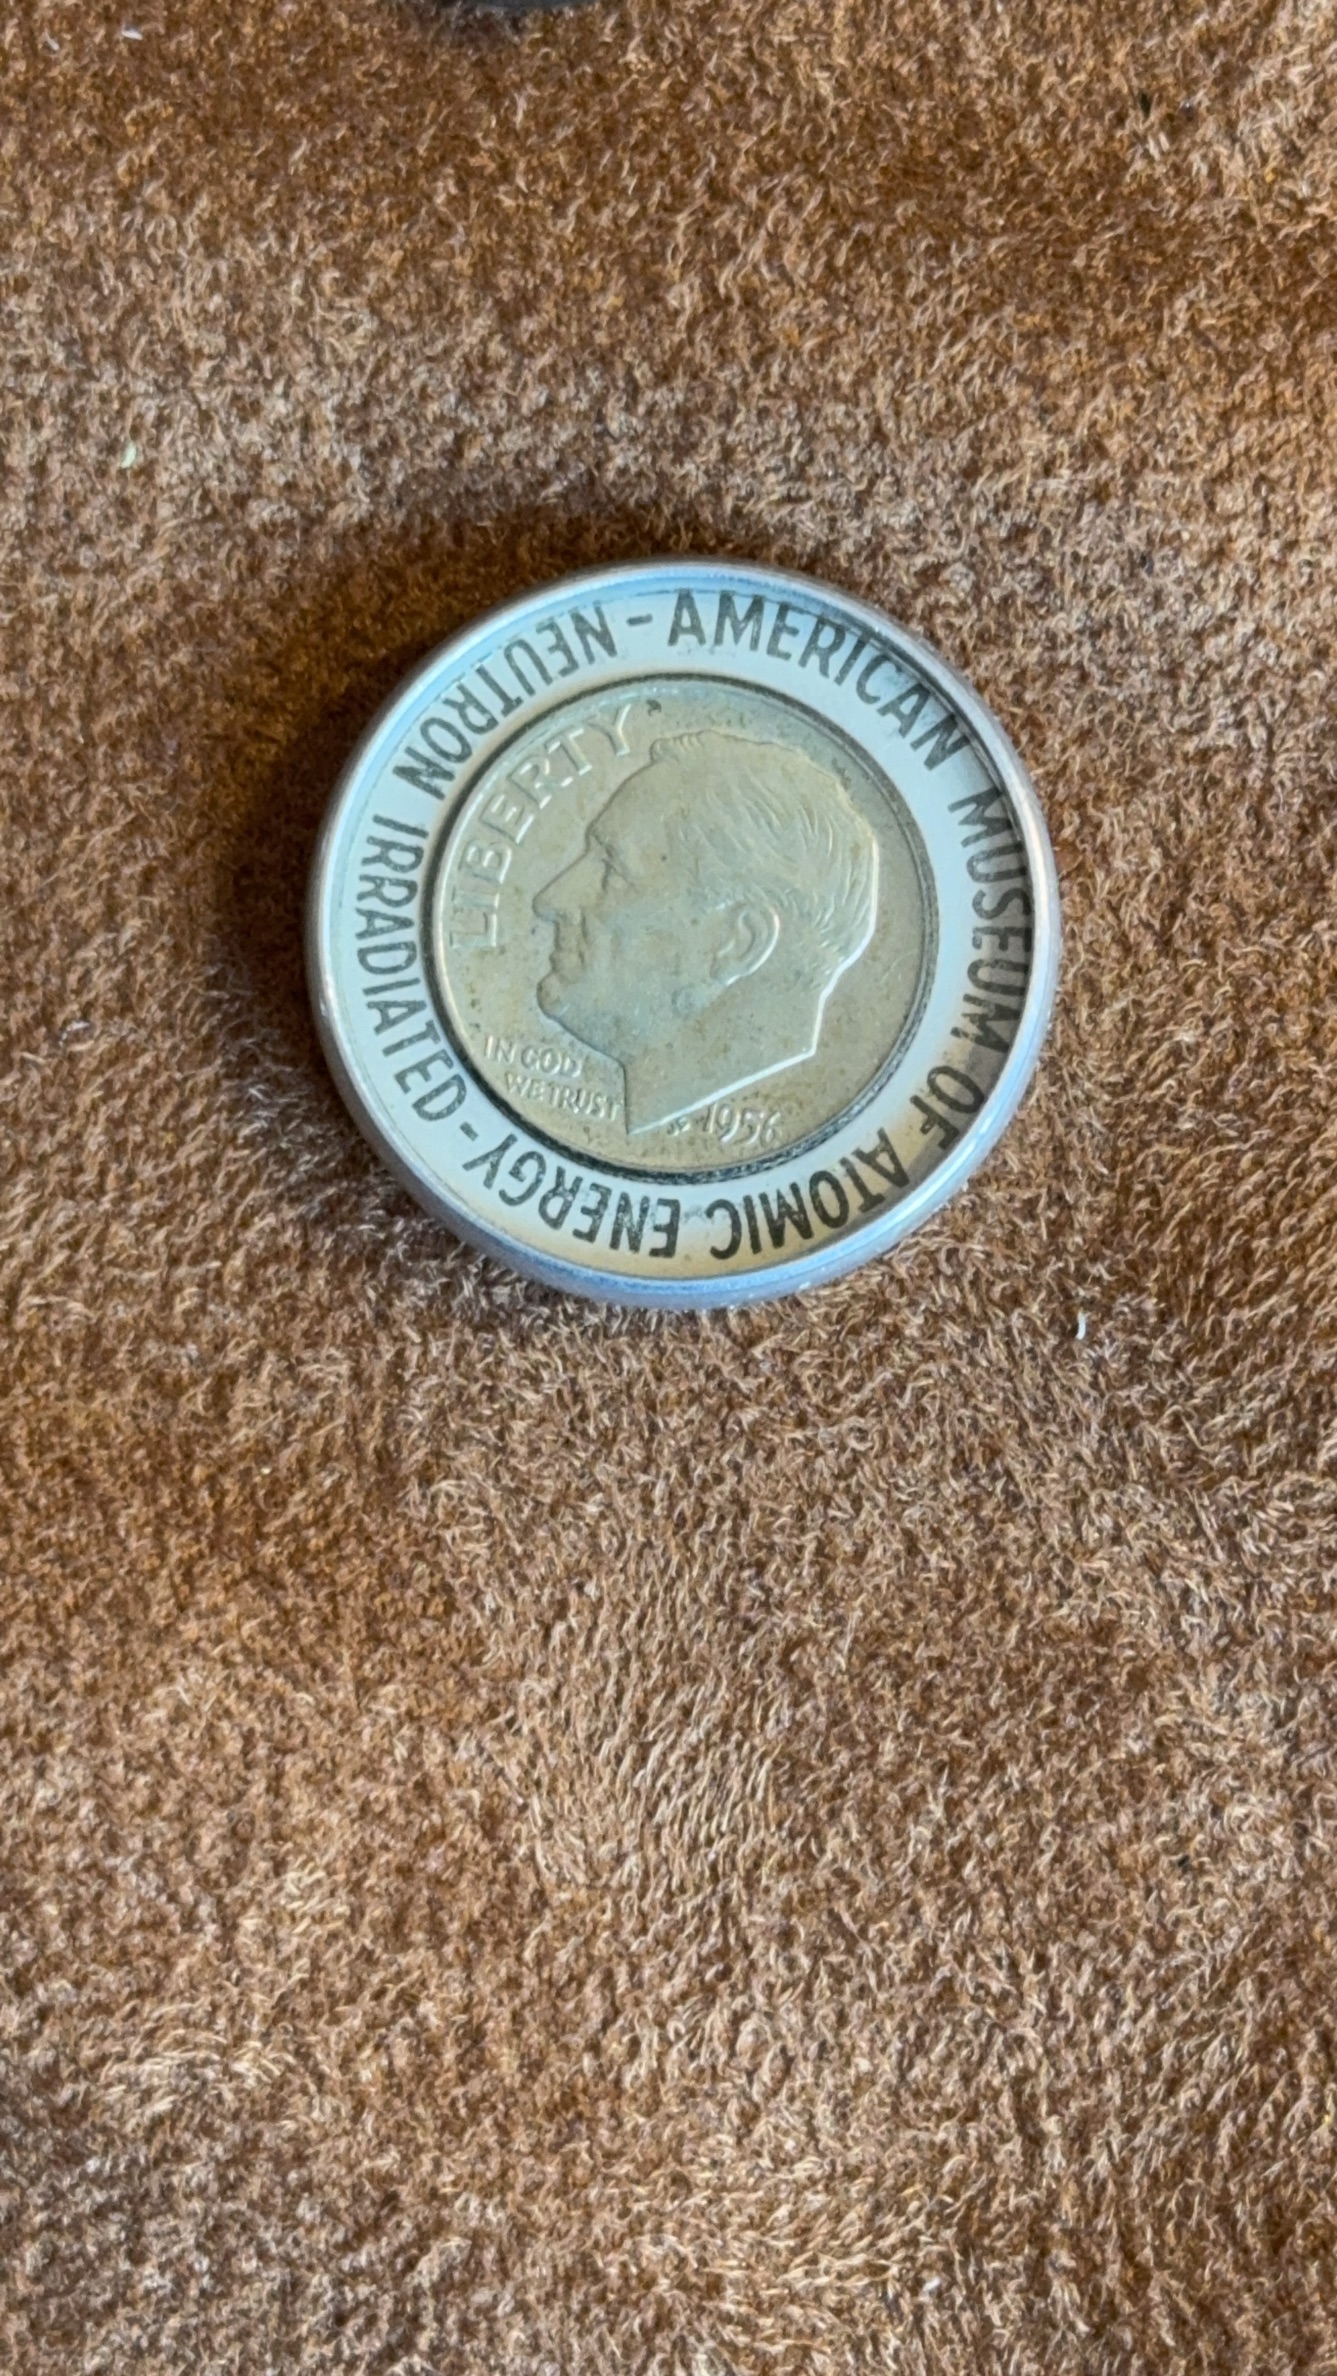 AMERICAN MUSEUM OF ATOMIC ENERGY - NEUTRON IRRADIATED -
LIBERTY
IN GOD
WE TRUST
1956